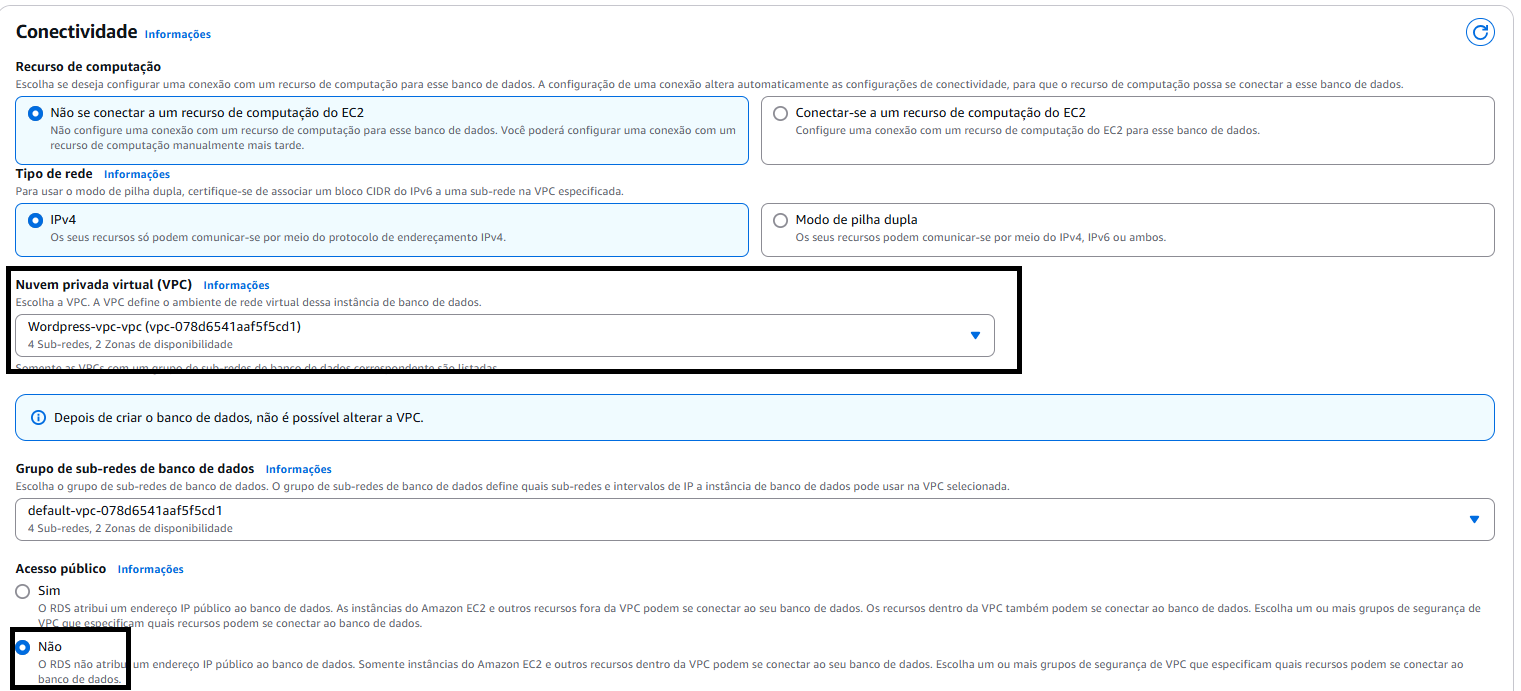 Conectividade Informações
Recurso de computação
Escolha se deseja configurar uma conexão com um recurso de computação para esse banco de dados. A configuração de uma conexão altera automaticamente as configurações de conectividade, para que o recurso de computação possa se conectar a esse banco de dados.
Não se conectar a um recurso de computação do EC2
Não configure uma conexão com um recurso de computação para esse banco de dados. Você poderá configurar uma conexão com um
recurso de computação manualmente mais tarde.
Conectar-se a um recurso de computação do EC2
Configure uma conexão com um recurso de computação do EC2 para esse banco de dados.
Tipo de rede Informações
Para usar o modo de pilha dupla, certifique-se de associar um bloco CIDR do IPv6 a uma sub-rede na VPC especificada.
IPv4
Os seus recursos só podem comunicar-se por meio do protocolo de endereçamento IPv4.
Modo de pilha dupla
Os seus recursos podem comunicar-se por meio do IPv4, IPv6 ou ambos.
Nuvem privada virtual (VPC) Informações
Escolha a VPC. A VPC define o ambiente de rede virtual dessa instância de banco de dados.
Wordpress-vpc-vpc (vpc-078d6541aaf5f5cd1)
4 Sub-redes, 2 Zonas de disponibilidade
Somente as VPCs com um grupo de sub-redes de banco de dados correspondente são listadas.
Depois de criar o banco de dados, não é possível alterar a VPC.
Grupo de sub-redes de banco de dados Informações
Escolha o grupo de sub-redes de banco de dados. O grupo de sub-redes de banco de dados define quais sub-redes e intervalos de IP a instância de banco de dados pode usar na VPC selecionada.
default-vpc-078d6541aaf5f5cd1
4 Sub-redes, 2 Zonas de disponibilidade
Acesso público Informações
Sim
O RDS atribui um endereço IP público ao banco de dados. As instâncias do Amazon EC2 e outros recursos fora da VPC podem se conectar ao seu banco de dados. Os recursos dentro da VPC também podem se conectar ao banco de dados. Escolha um ou mais grupos de segurança de
VPC que especificam quais recursos podem se conectar ao banco de dados.
Não
O RDS não atribui um endereço IP público ao banco de dados. Somente instâncias do Amazon EC2 e outros recursos dentro da VPC podem se conectar ao seu banco de dados. Escolha um ou mais grupos de segurança de VPC que especificam quais recursos podem se conectar ao
banco de dados.